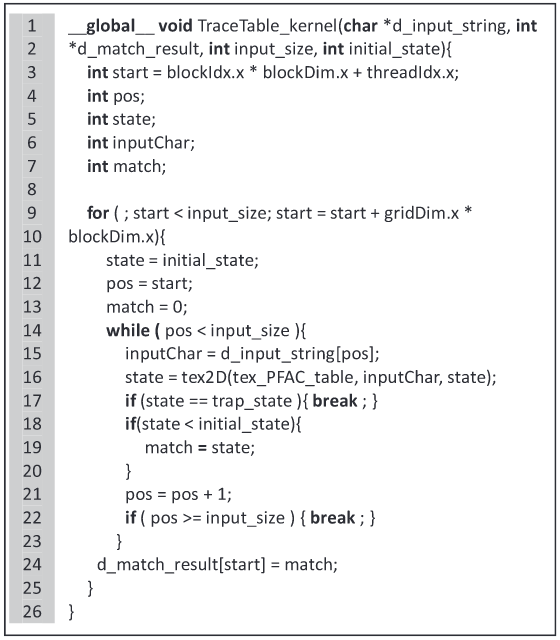 1 __global__ void TraceTable_kernel(char *d_input_string, int
2 *d_match_result, int input_size, int initial_state){
3 int start = blockIdx.x * blockDim.x + threadIdx.x;
4 int pos;
5 int state;
6 int inputChar;
7 int match;
8
9 for ( ; start < input_size; start = start + gridDim.x *
10 blockDim.x){
11 state = initial_state;
12 pos = start;
13 match = 0;
14 while ( pos < input_size ){
15 inputChar = d_input_string[pos];
16 state = tex2D(tex_PFAC_table, inputChar, state);
17 if (state == trap_state ){ break ; }
18 if(state < initial_state){
19 match = state;
20 }
21 pos = pos + 1;
22 if ( pos >= input_size ) { break ; }
23 }
24 d_match_result[start] = match;
25 }
26 }